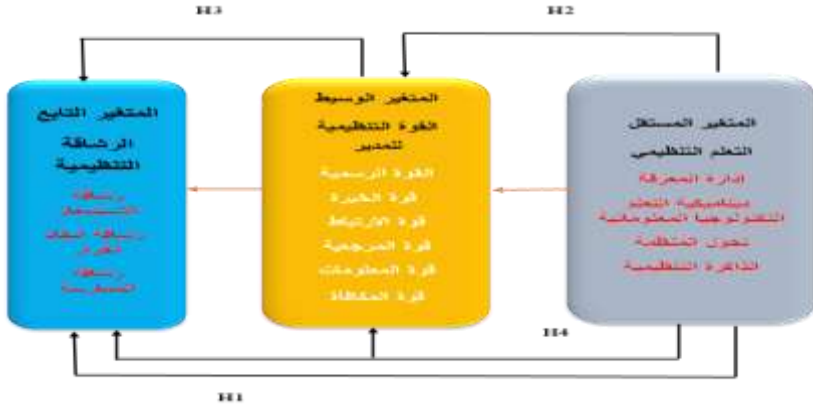 H3
H2
المتغير المستقل
التعلم التنظيمي
إدارة المعرفة
ديناميكية التعلم
التكنولوجيا المعلوماتية
تحول المنظمة
الذاكرة التنظيمية
المتغير الوسيط
القوة التنظيمية
للمدير
القوة الرسمية
قوة الخبرة
قوة الارتباط
قوة المرجعية
قوة المعلومات
قوة المكافأة
المتغير التابع
الرشاقة
التنظيمية
رشاقة
الاستشعار
رشاقة اتخاذ
القرار
رشاقة
الممارسة
H4
H1